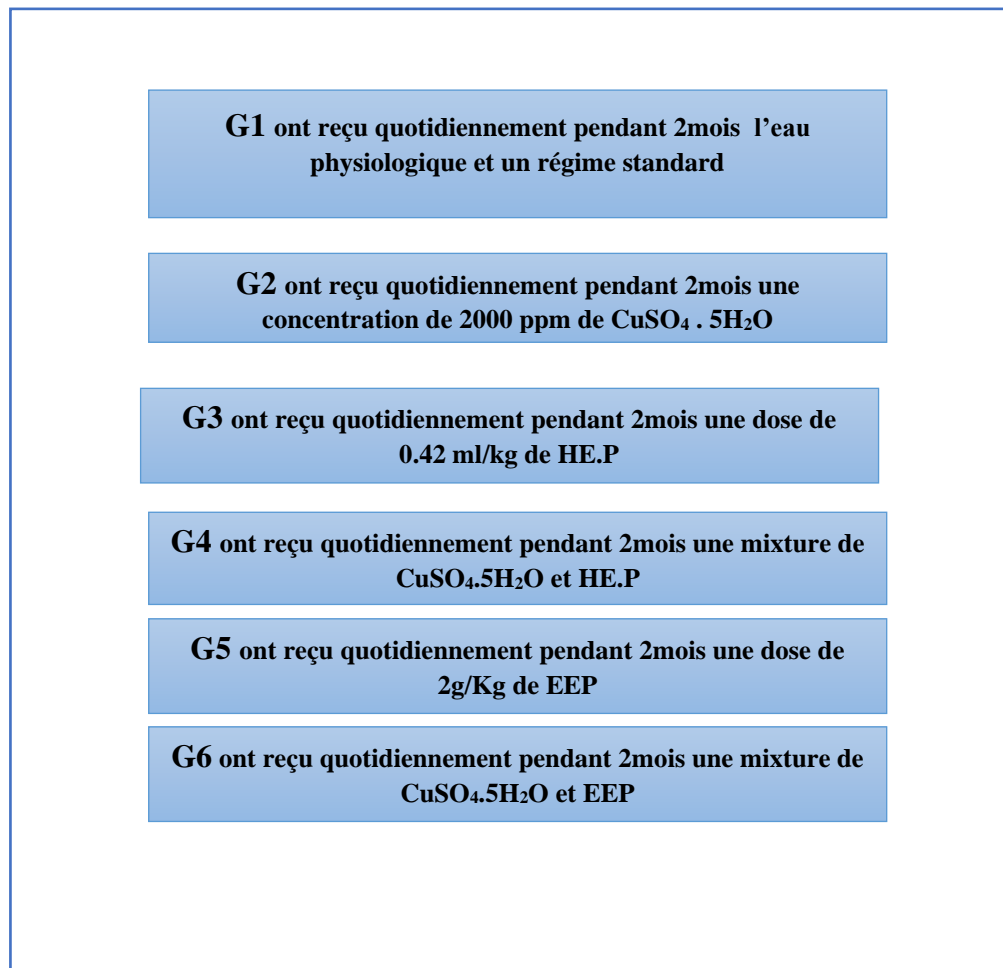 G1 ont reçu quotidiennement pendant 2mois l’eau
physiologique et un régime standard
G2 ont reçu quotidiennement pendant 2mois une
concentration de 2000 ppm de CuSO₄ . 5H₂O
G3 ont reçu quotidiennement pendant 2mois une dose de
0.42 ml/kg de HE.P
G4 ont reçu quotidiennement pendant 2mois une mixture de
CuSO₄.5H₂O et HE.P
G5 ont reçu quotidiennement pendant 2mois une dose de
2g/Kg de EEP
G6 ont reçu quotidiennement pendant 2mois une mixture de
CuSO₄.5H₂O et EEP